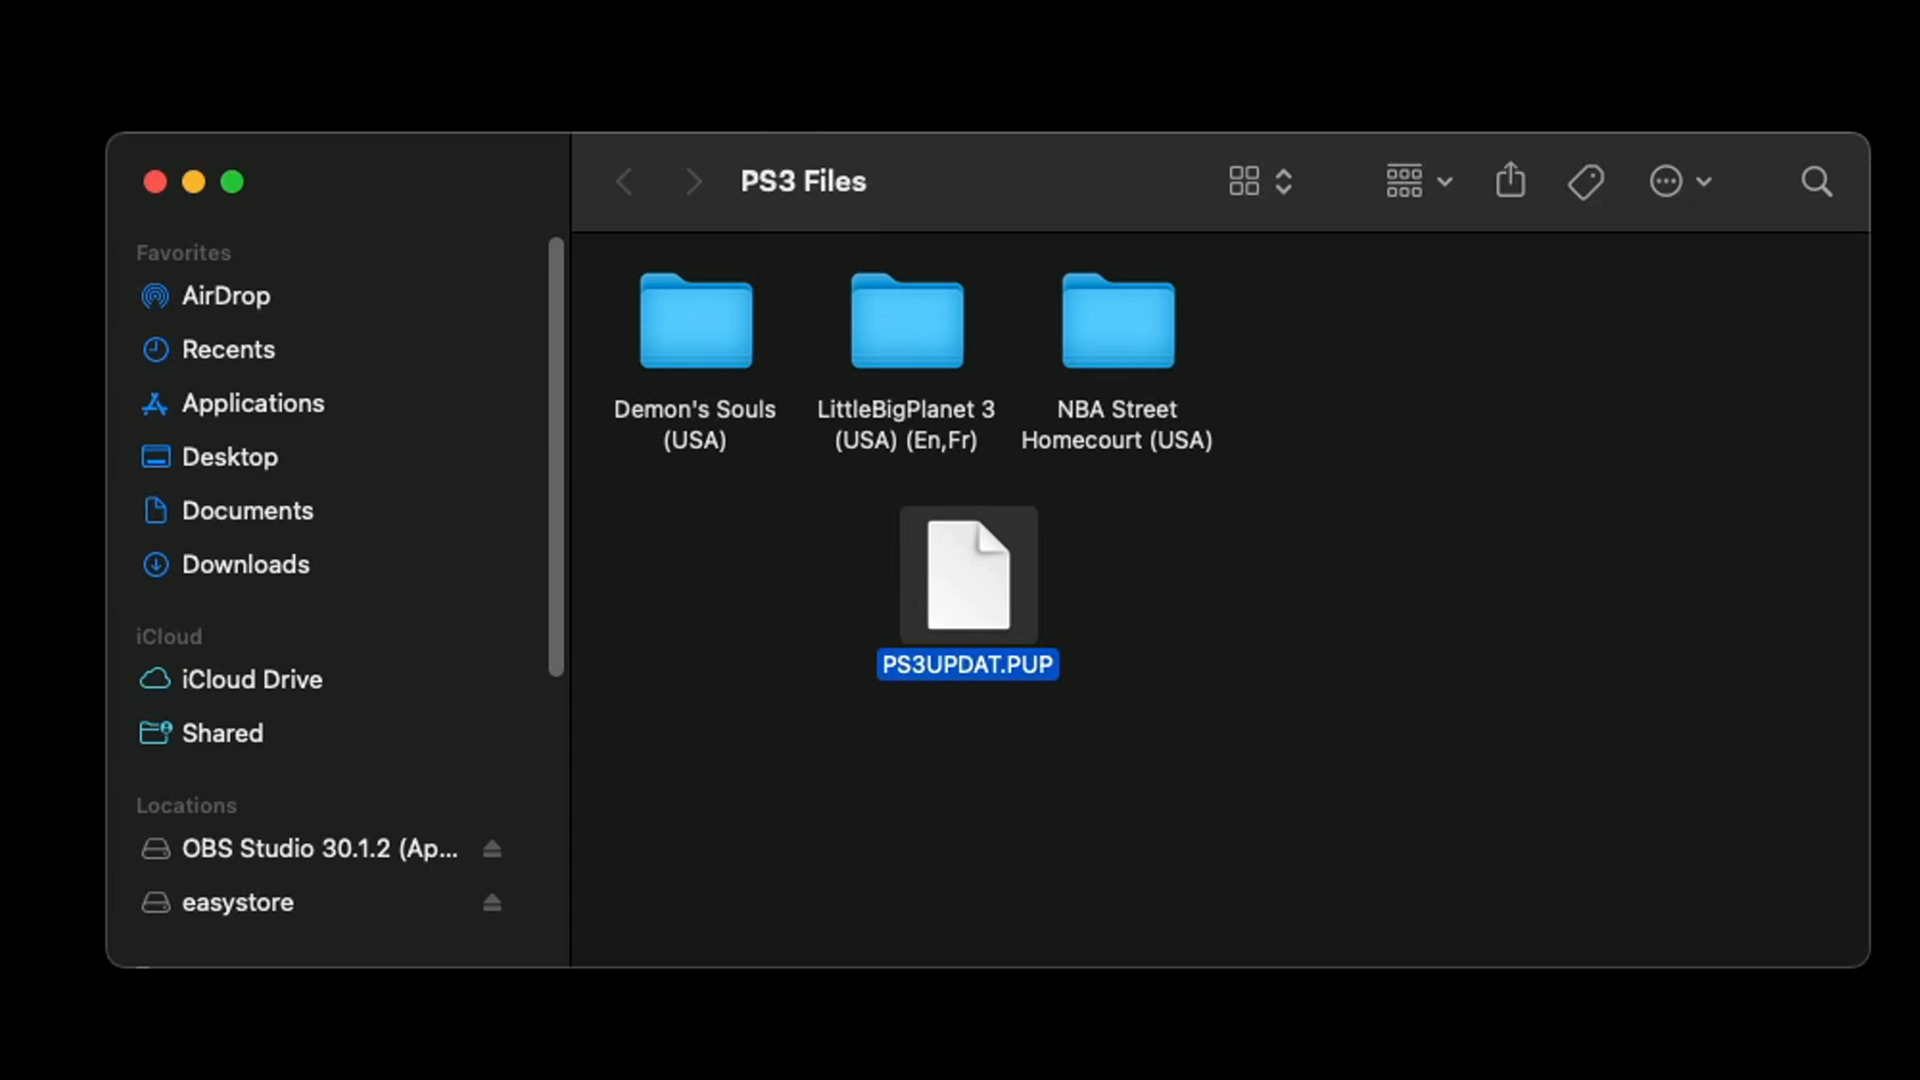 PS3 Files
Favorites
AirDrop
Recents
Applications
Desktop
Documents
Downloads
iCloud
iCloud Drive
Shared
Locations
OBS Studio 30.1.2 (Ap...
easystore
Demon's Souls
(USA)
LittleBigPlanet 3
(USA) (En,Fr)
NBA Street
Homecourt (USA)
PS3UPDAT.PUP